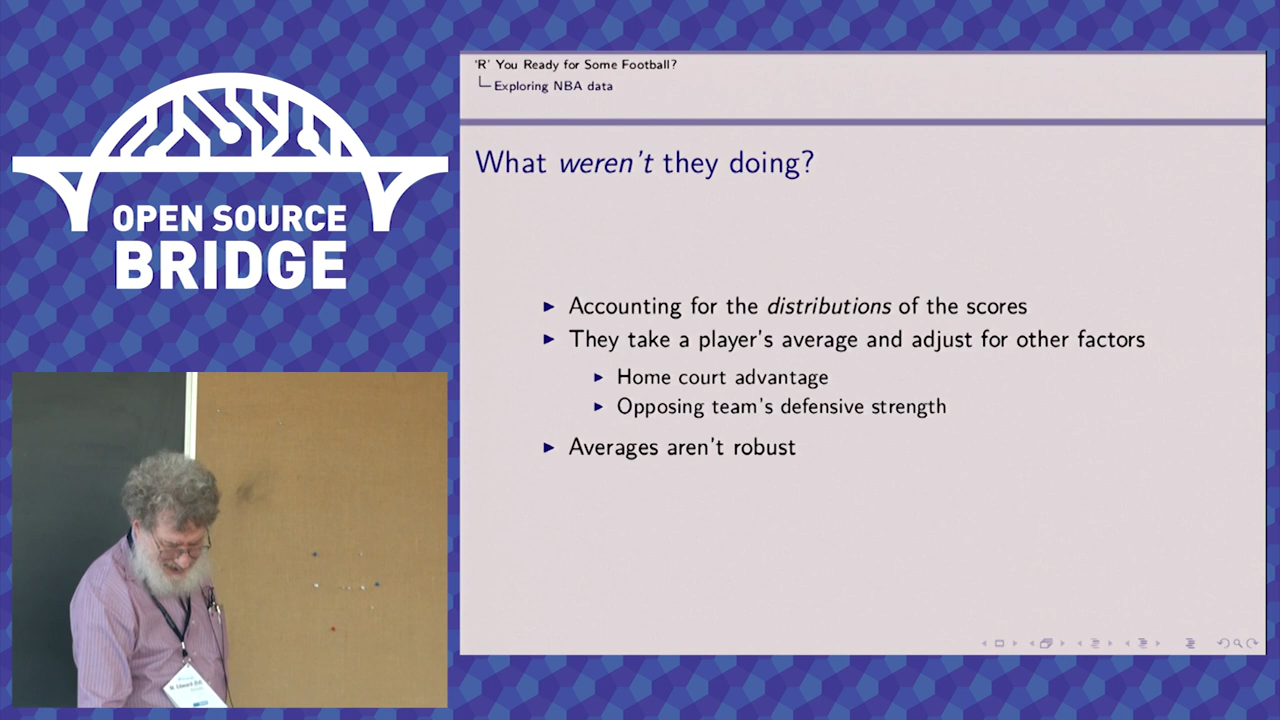 OPEN SOURCE
BRIDGE
'R' You Ready for Some Football?
Exploring NBA data
What weren't they doing?
Accounting for the distributions of the scores
They take a player's average and adjust for other factors
Home court advantage
Opposing team's defensive strength
Averages aren't robust